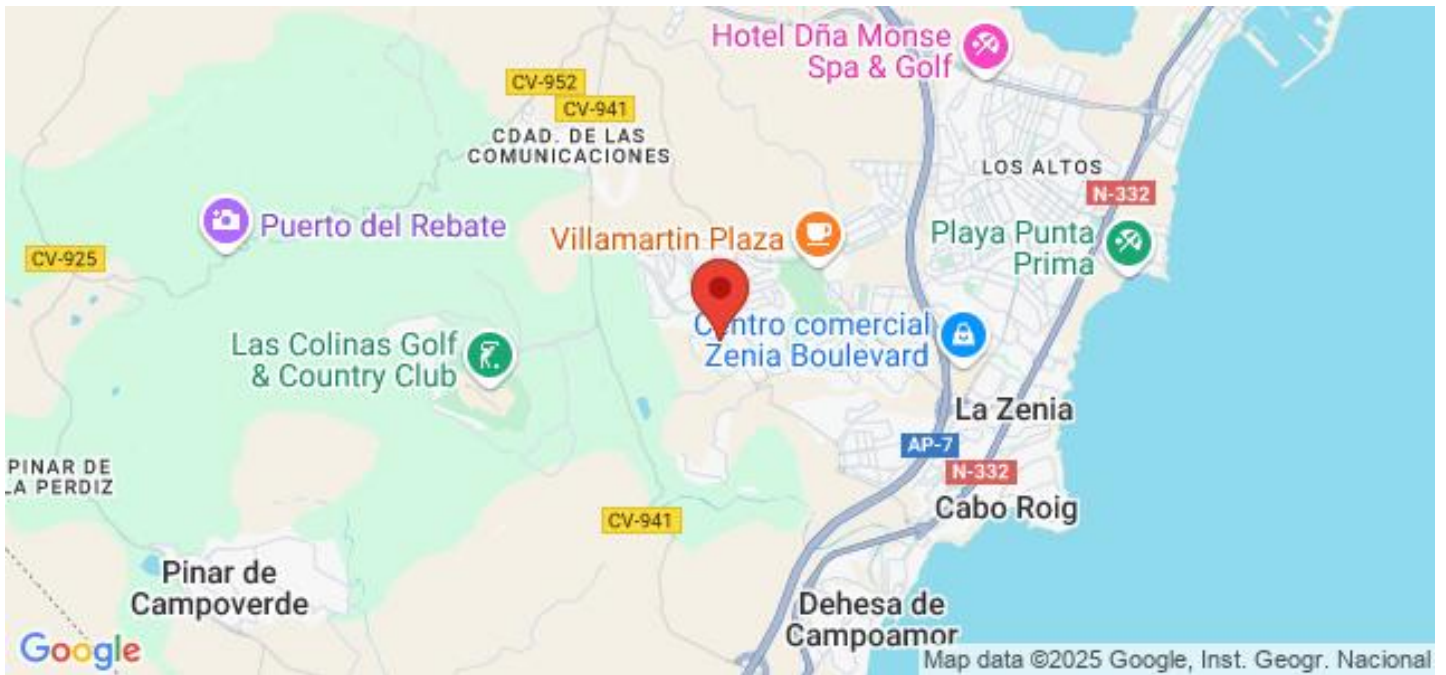 Hotel Dña Monse
Spa & Golf
CV-952
CV-941
CDAD. DE LAS
COMUNICACIONES
LOS ALTOS
N-332
Puerto del Rebate
Villamartin Plaza
Playa Punta
Prima
CV-925
Centro comercial
Zenia Boulevard
Las Colinas Golf
& Country Club
La Zenia
AP-7
N-332
PINAR DE
LA PERDIZ
Cabo Roig
CV-941
Pinar de
Campoverde
Dehesa de
Campoamor
Google
Map data ©2025 Google, Inst. Geogr. Nacional